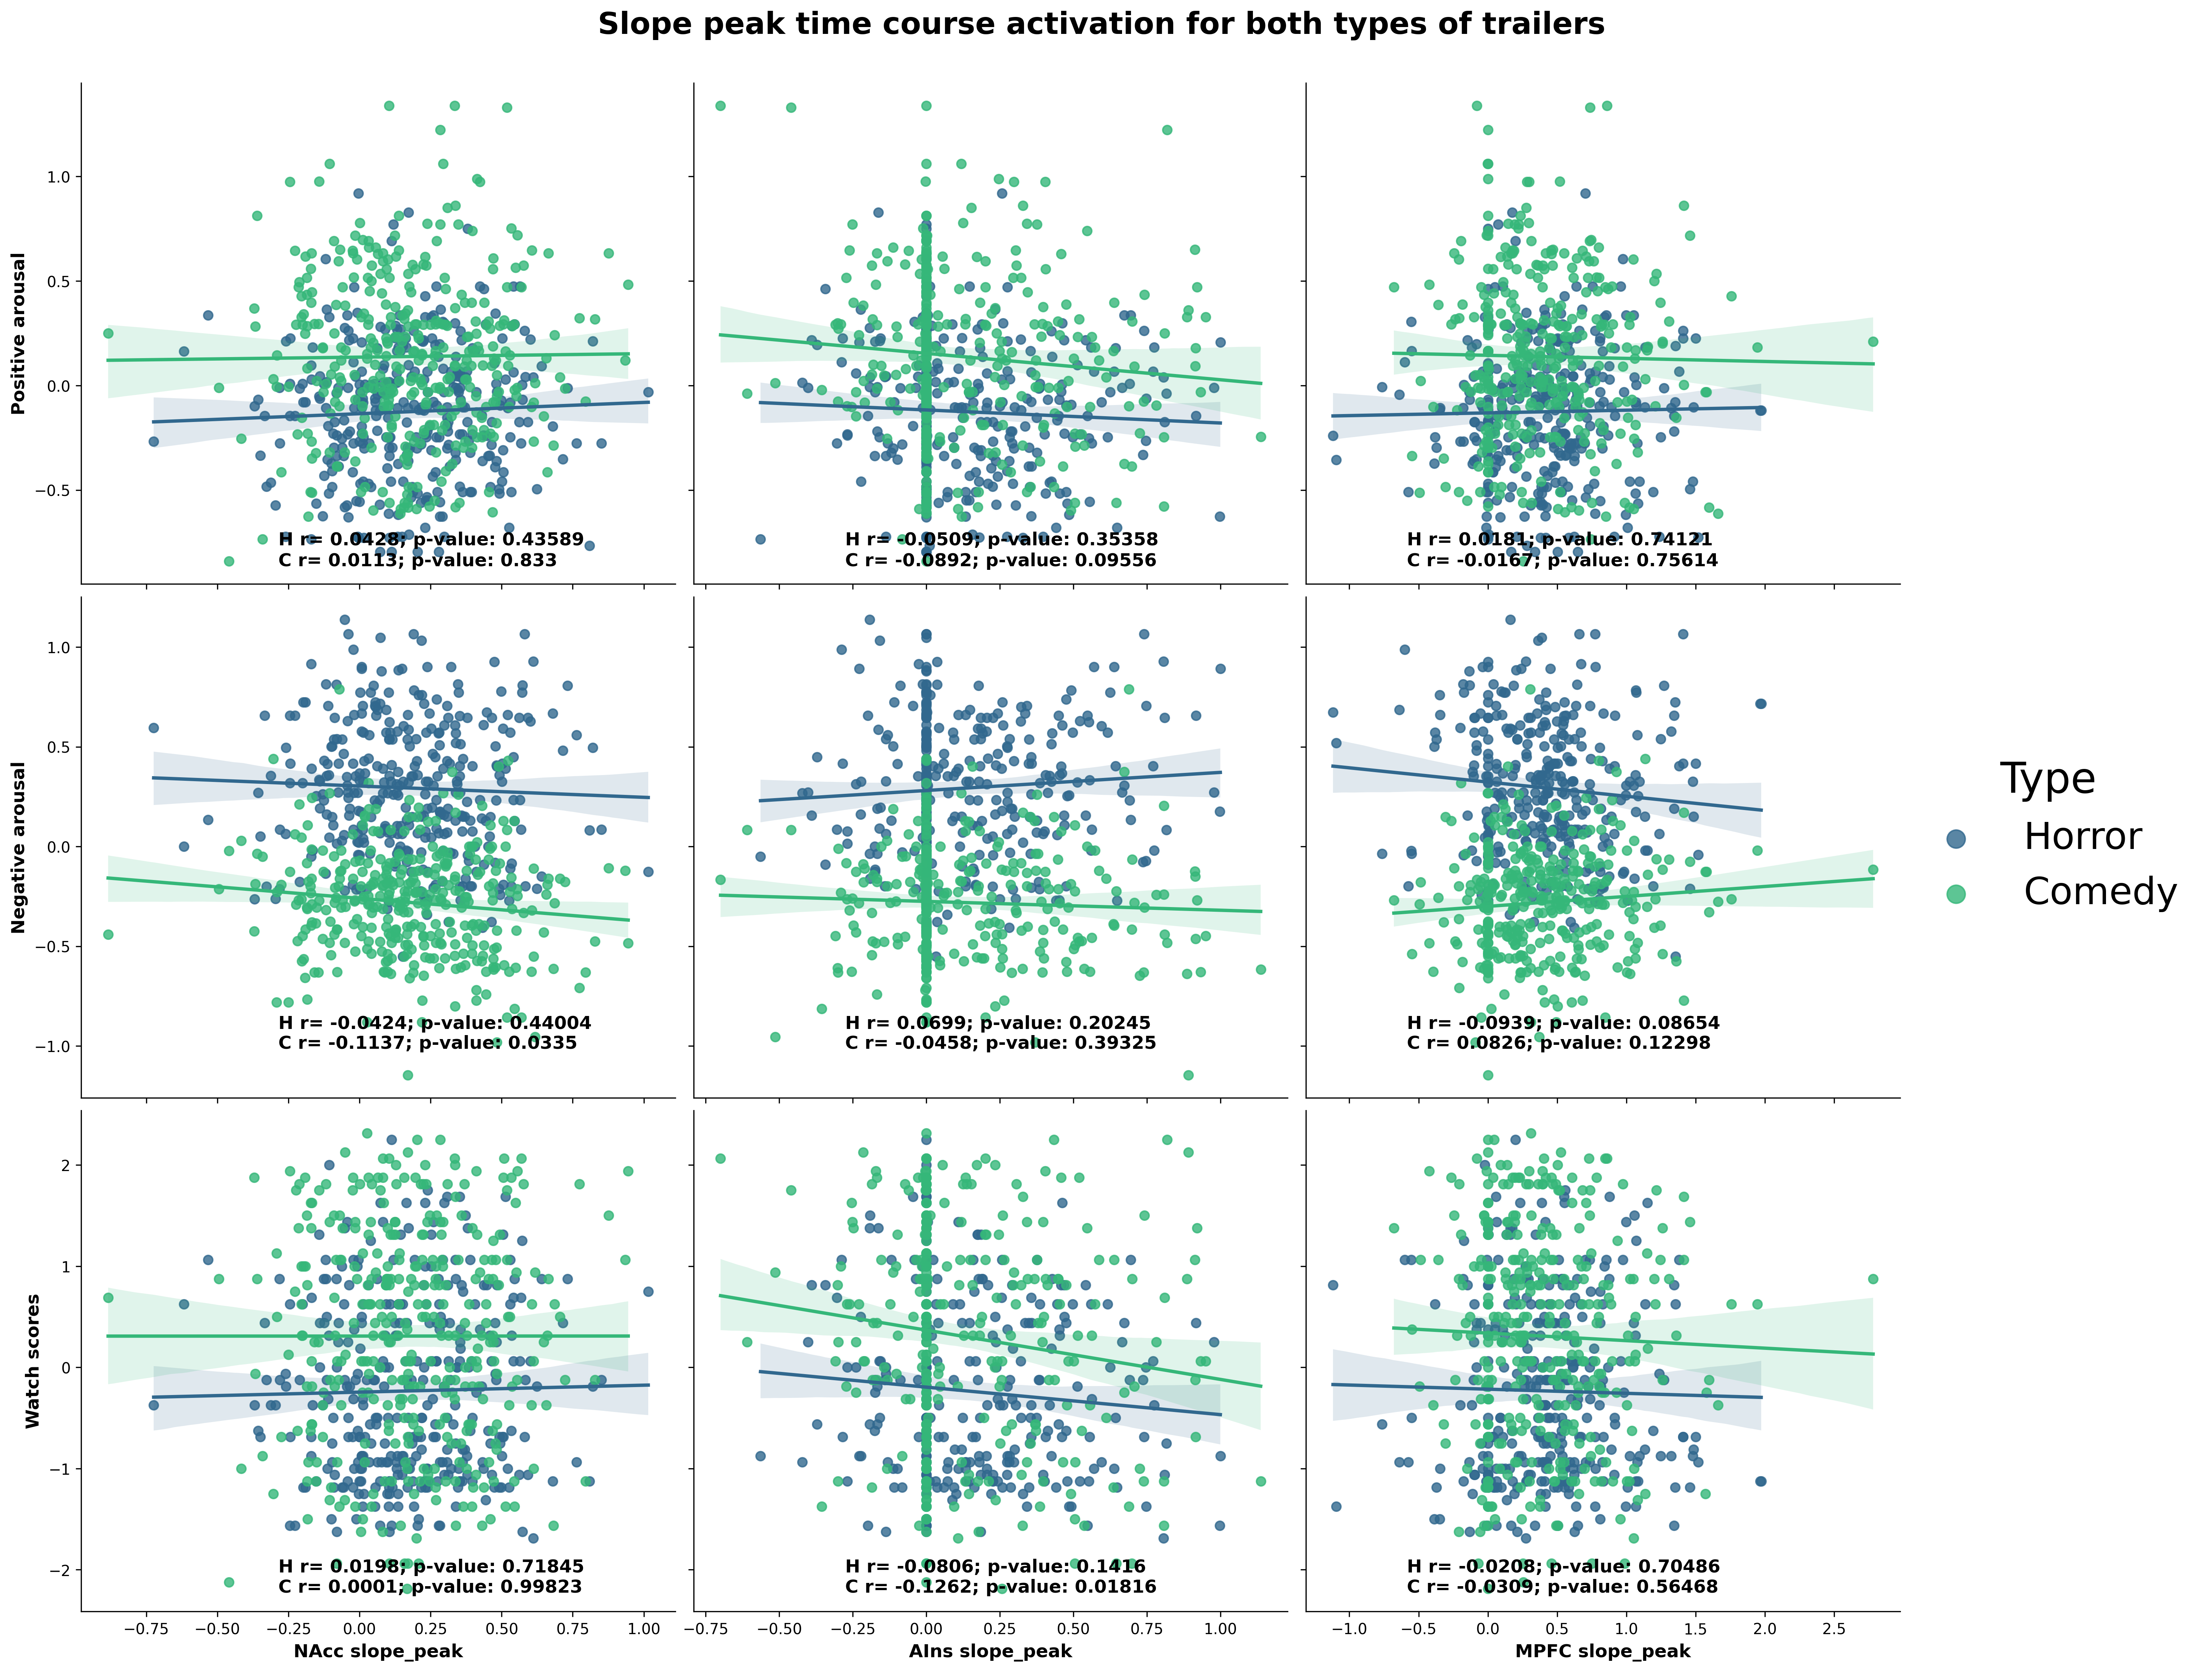 Slope peak time course activation for both types of trailers
Positive arousal
1.0
0.5
0.0
−0.5
H r= 0.0428; p-value: 0.43589
C r= 0.0113; p-value: 0.833
H r= -0.0509; p-value: 0.35358
C r= -0.0892; p-value: 0.09556
H r= 0.0181; p-value: 0.74121
C r= -0.0167; p-value: 0.75614
Negative arousal
1.0
0.5
0.0
−0.5
−1.0
H r= -0.0424; p-value: 0.44004
C r= -0.1137; p-value: 0.0335
H r= 0.0699; p-value: 0.20245
C r= -0.0458; p-value: 0.39325
H r= -0.0939; p-value: 0.08654
C r= 0.0826; p-value: 0.12298
Type
Horror
Comedy
Watch scores
2
1
0
−1
−2
H r= 0.0198; p-value: 0.71845
C r= 0.0001; p-value: 0.99823
H r= -0.0806; p-value: 0.1416
C r= -0.1262; p-value: 0.01816
H r= -0.0208; p-value: 0.70486
C r= -0.0309; p-value: 0.56468
−0.75 −0.50 −0.25 0.00 0.25 0.50 0.75 1.00
NAcc slope_peak
−0.75 −0.50 −0.25 0.00 0.25 0.50 0.75 1.00
AIns slope_peak
−1.0 −0.5 0.0 0.5 1.0 1.5 2.0 2.5
MPFC slope_peak